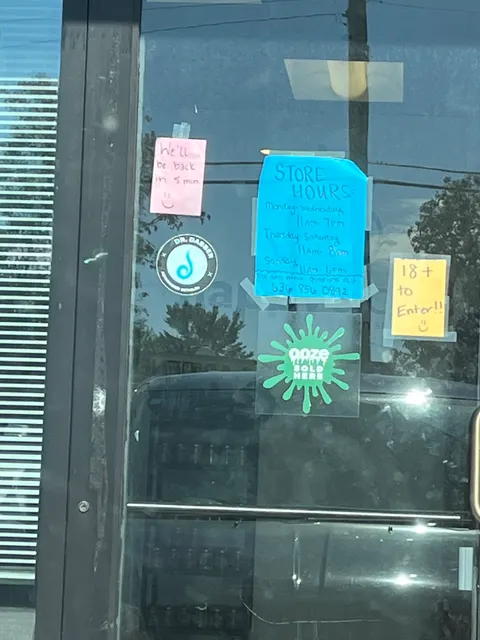 We'll
be back
in 5 min
STORE
HOURS
Monday-Wednesday
11am-7pm
Thursday-Saturday
11am-8pm
Sunday
DR. DABBER
18+
to
Enter!!
ooze
SOLD
HERE